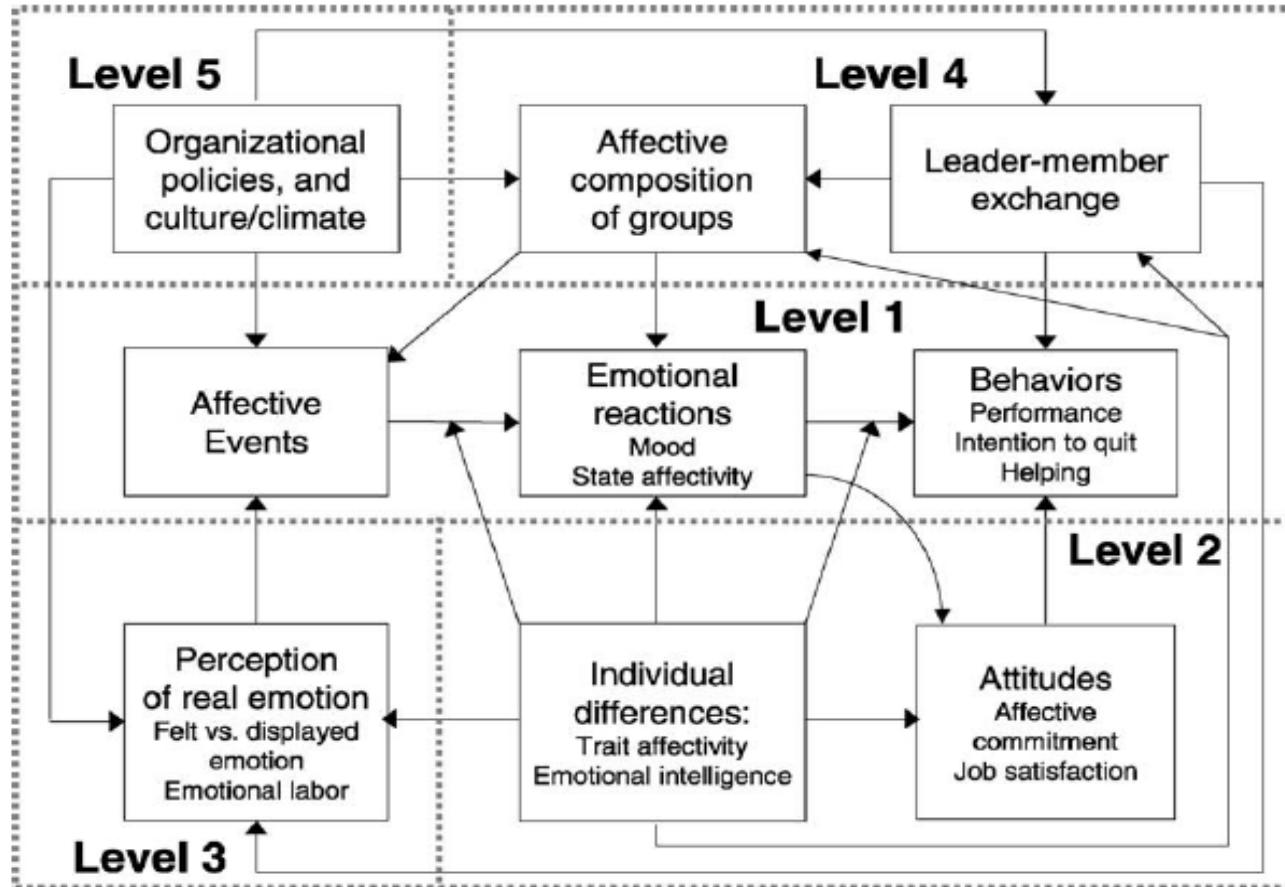 Level 5
Level 4
Organizational
policies, and
culture/climate
Affective
composition
of groups
Leader-member
exchange
Level 1
Affective
Events
Emotional
reactions
Mood
State affectivity
Behaviors
Performance
Intention to quit
Helping
Level 2
Perception
of real emotion
Felt vs. displayed
emotion
Emotional labor
Individual
differences:
Trait affectivity
Emotional intelligence
Attitudes
Affective
commitment
Job satisfaction
Level 3